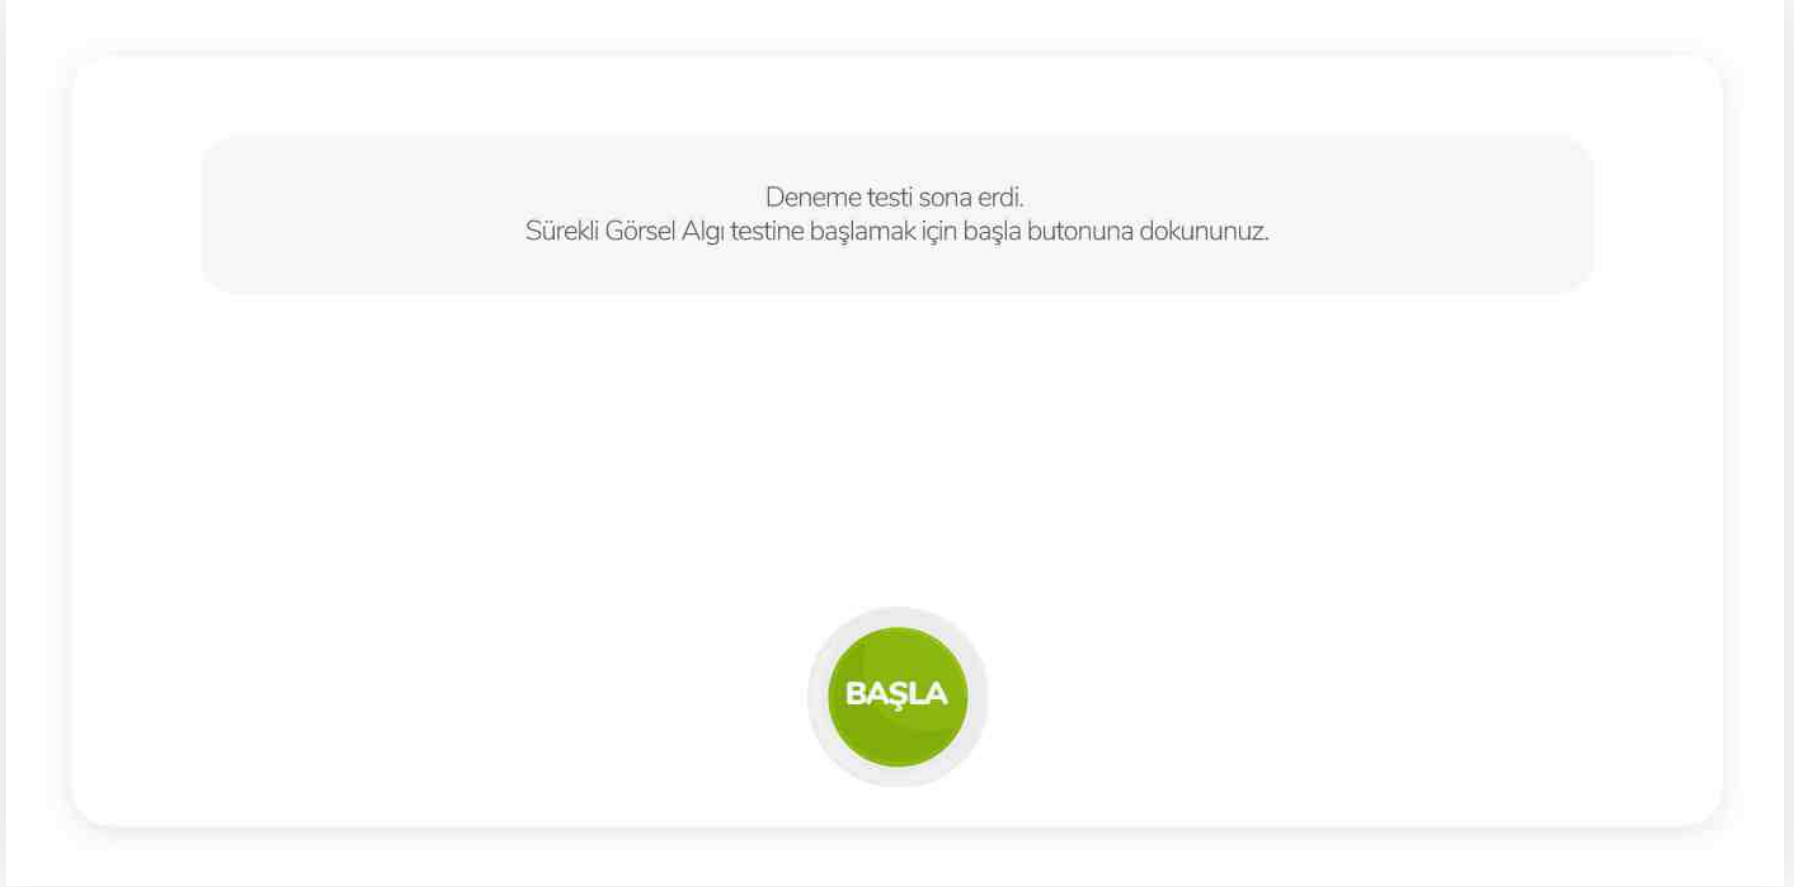 Deneme testi sona erdi.
Sürekli Görsel Algı testine başlamak için başla butonuna dokununuz.
BAŞLA